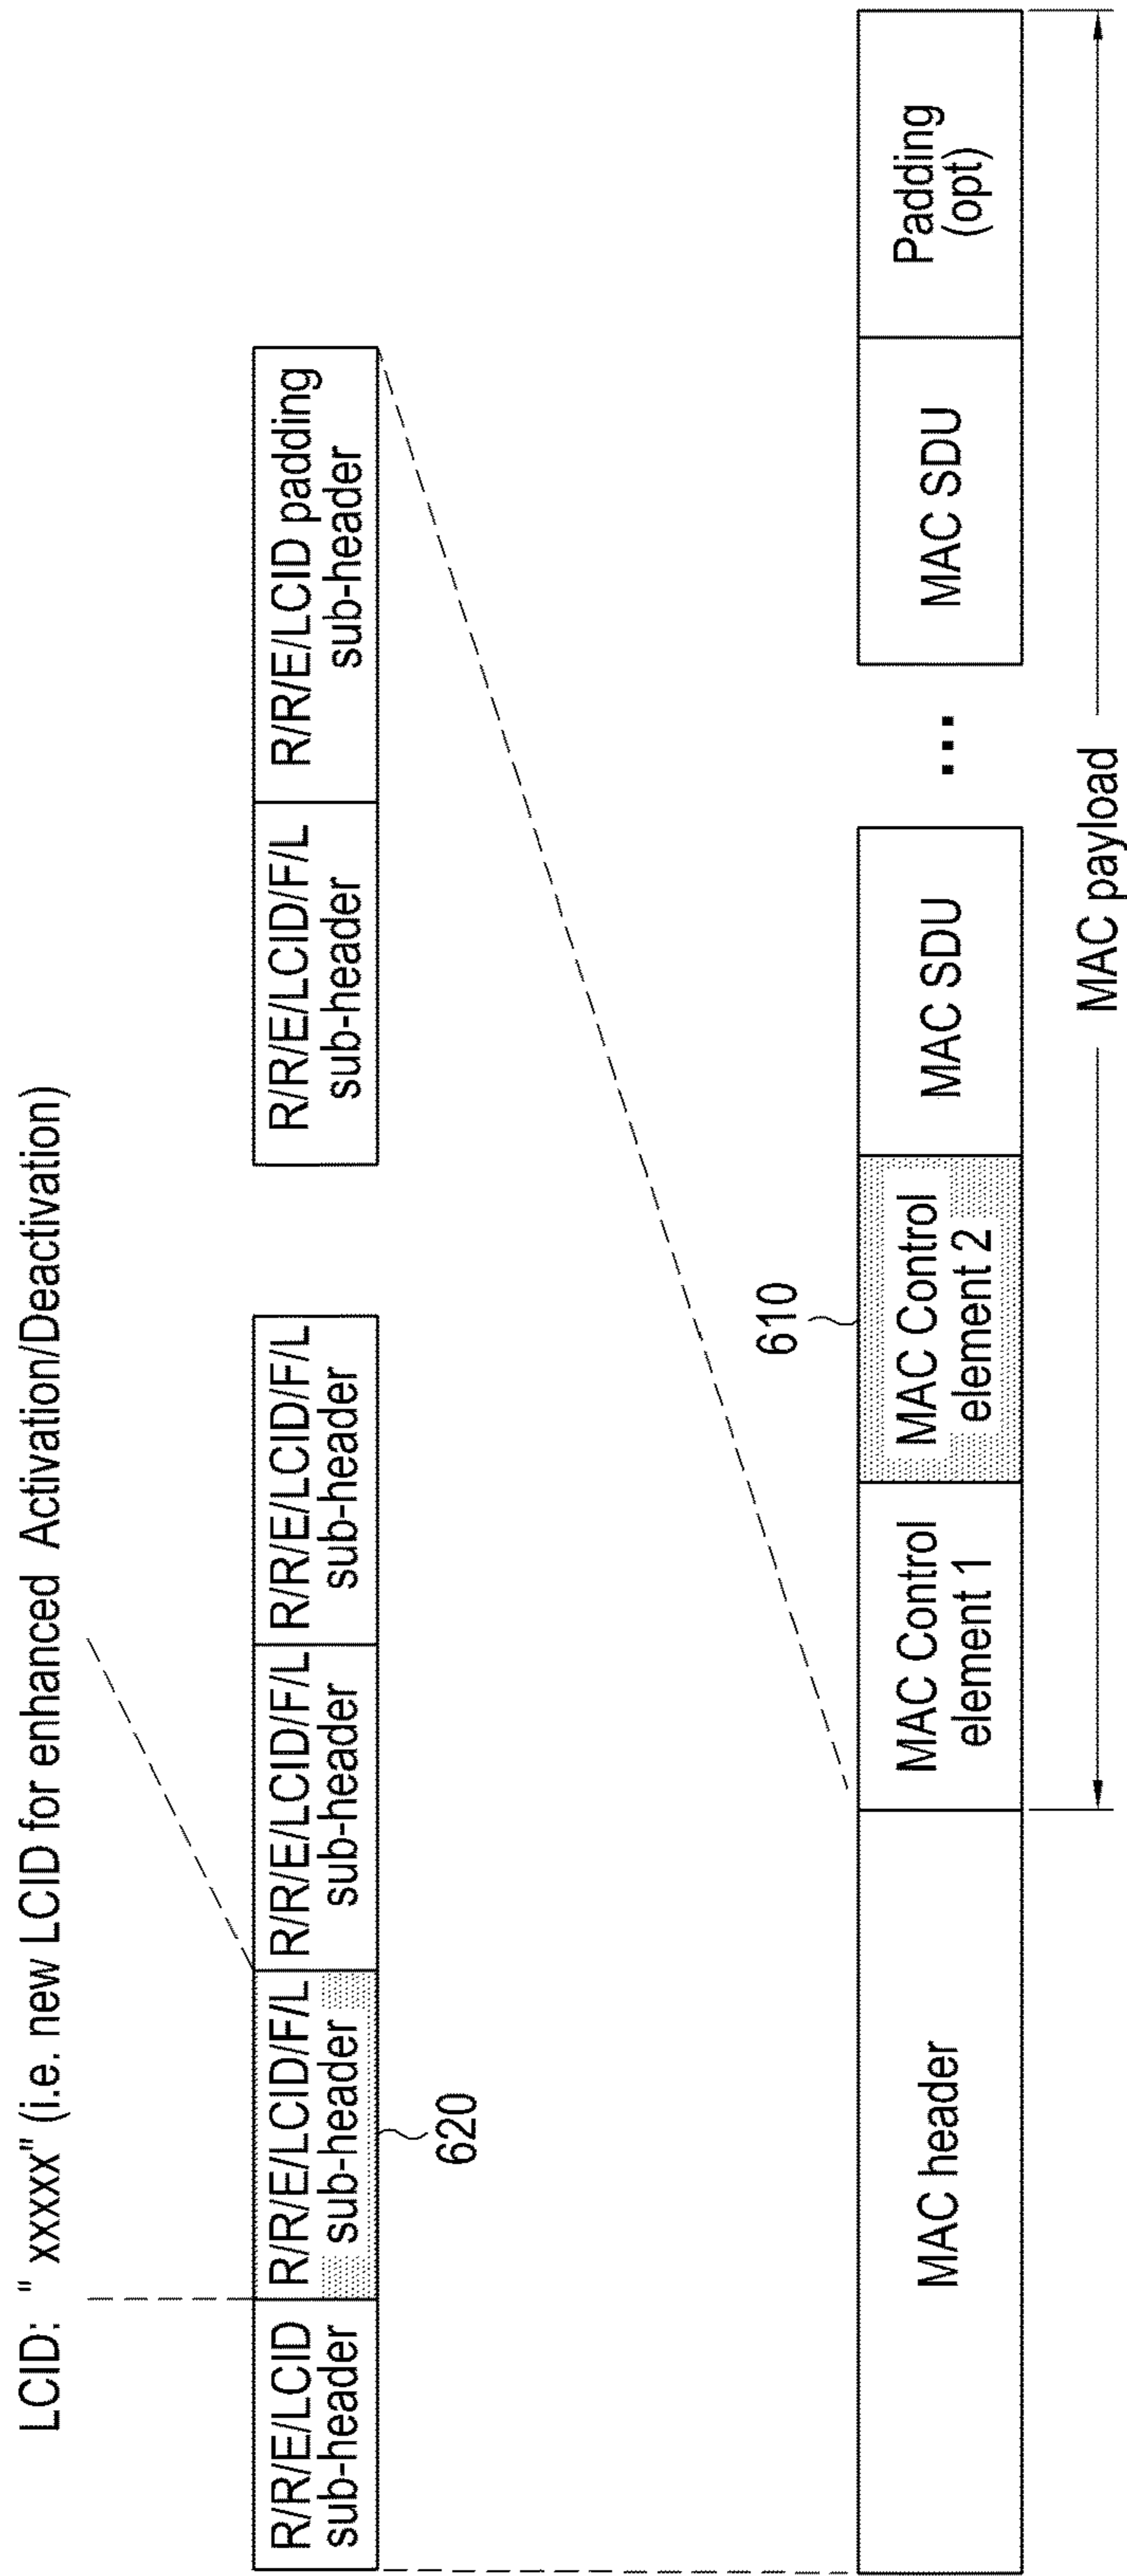 LCID: " xxxxx" (i.e. new LCID for enhanced Activation/Deactivation)
R/R/E/LCID
sub-header
R/R/E/LCID/F/L
sub-header
R/R/E/LCID/F/L
sub-header
R/R/E/LCID/F/L
sub-header
R/R/E/LCID/F/L
sub-header
R/R/E/LCID padding
sub-header
620
610
MAC header
MAC Control
element 1
MAC Control
element 2
MAC SDU
...
MAC SDU
Padding
(opt)
MAC payload